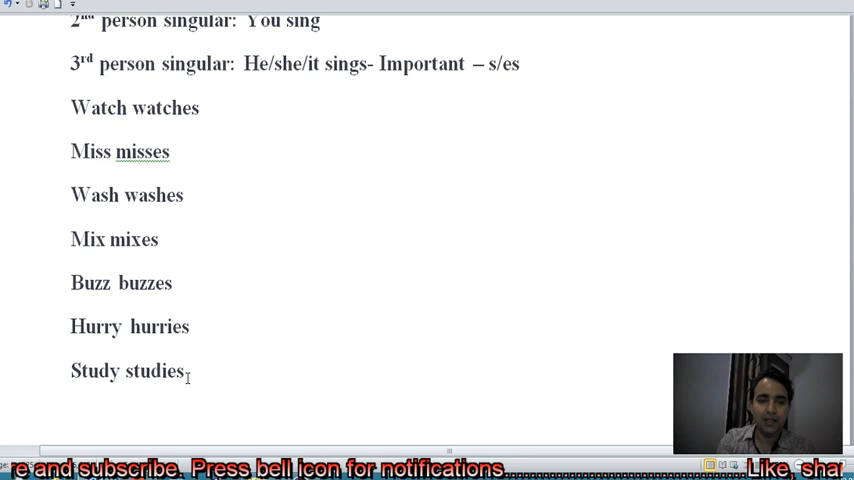 2nd person singular: You sing
3rd person singular: He/she/it sings- Important – s/es
Watch watches
Miss misses
Wash washes
Mix mixes
Buzz buzzes
Hurry hurries
Study studies
e and subscribe. Press bell icon for notifications................................Like, shar